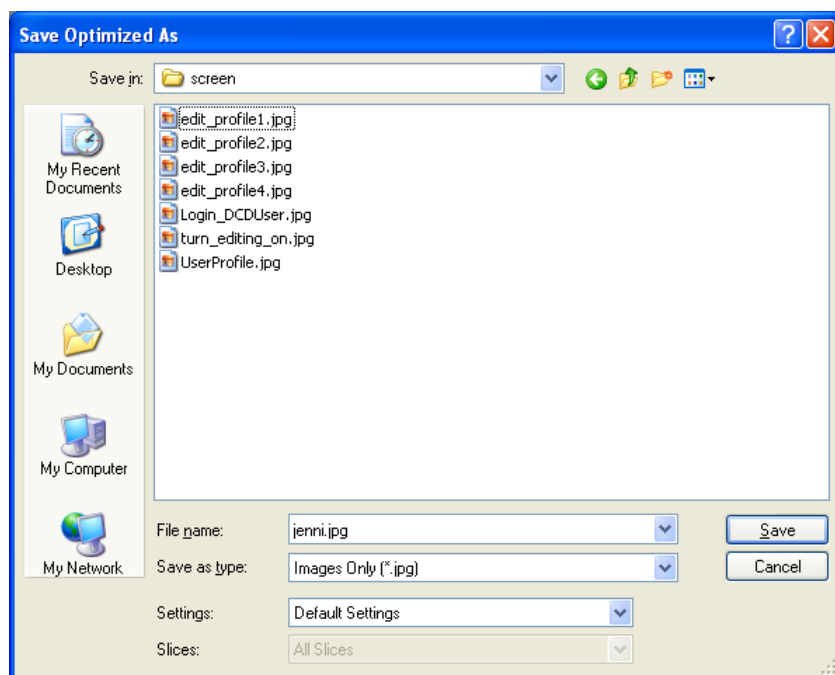 Save Optimized As
Save in:
screen
edit_profile1.jpg
edit_profile2.jpg
edit_profile3.jpg
edit_profile4.jpg
Login_DCDUser.jpg
turn_editing_on.jpg
UserProfile.jpg
My Recent
Documents
Desktop
My Documents
My Computer
My Network
File name:
jenni.jpg
Save
Save as type:
Images Only (*.jpg)
Cancel
Settings:
Default Settings
Slices:
All Slices